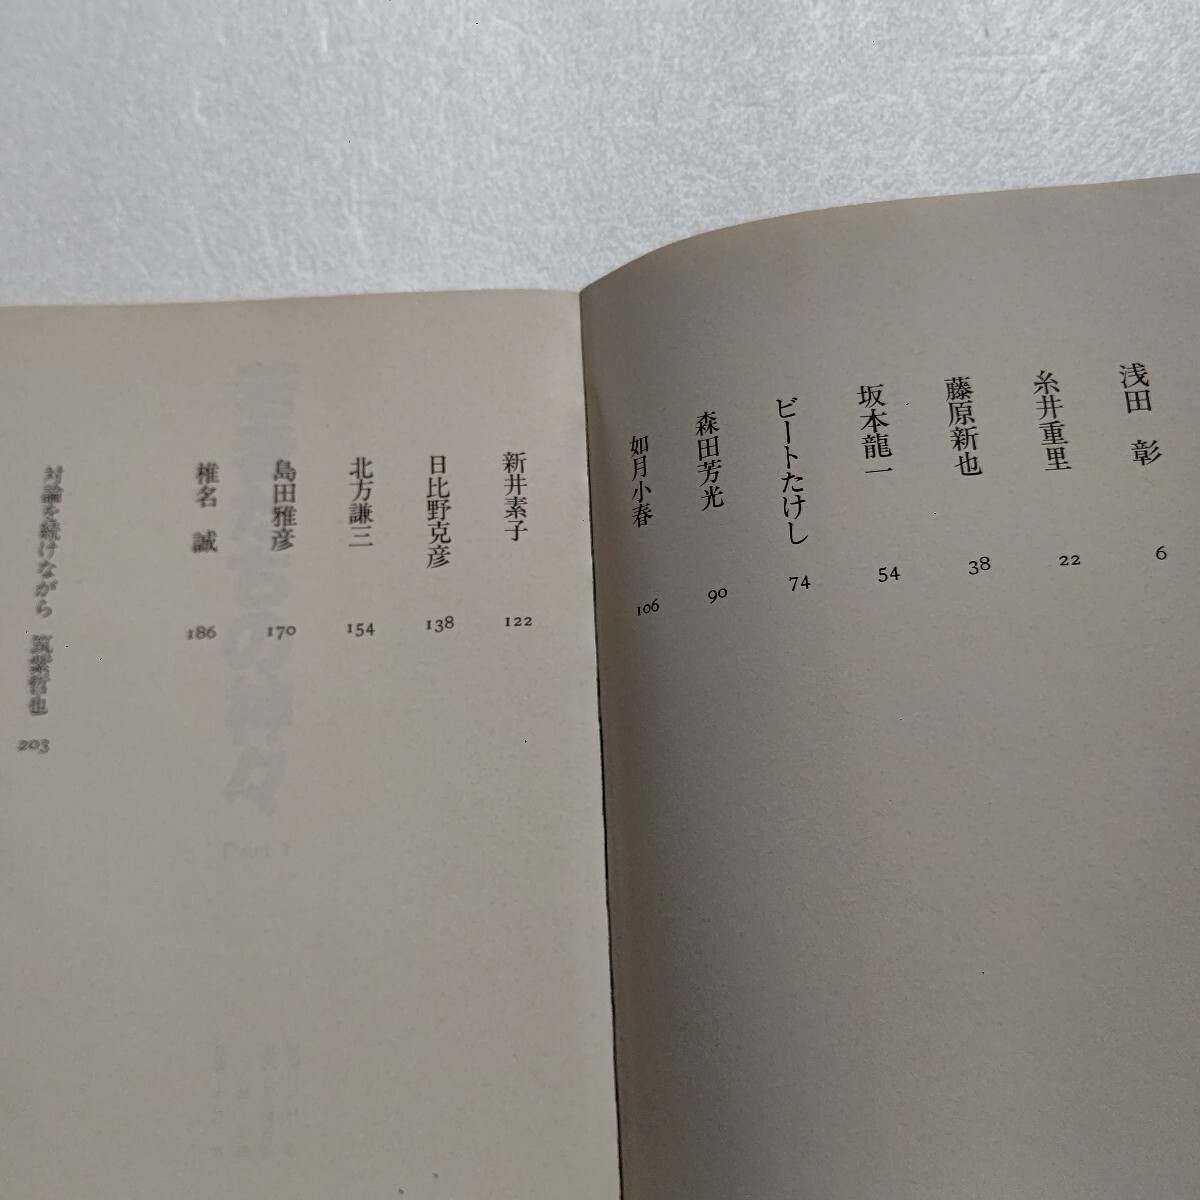 浅田 彰 6
糸井重里 22
藤原新也 38
坂本龍一 54
ビートたけし 74
森田芳光 90
如月小春 106
新井素子 122
日比野克彦 138
北方謙三 154
島田雅彦 170
椎名 誠 186
対論を続けながら 筑紫哲也 203